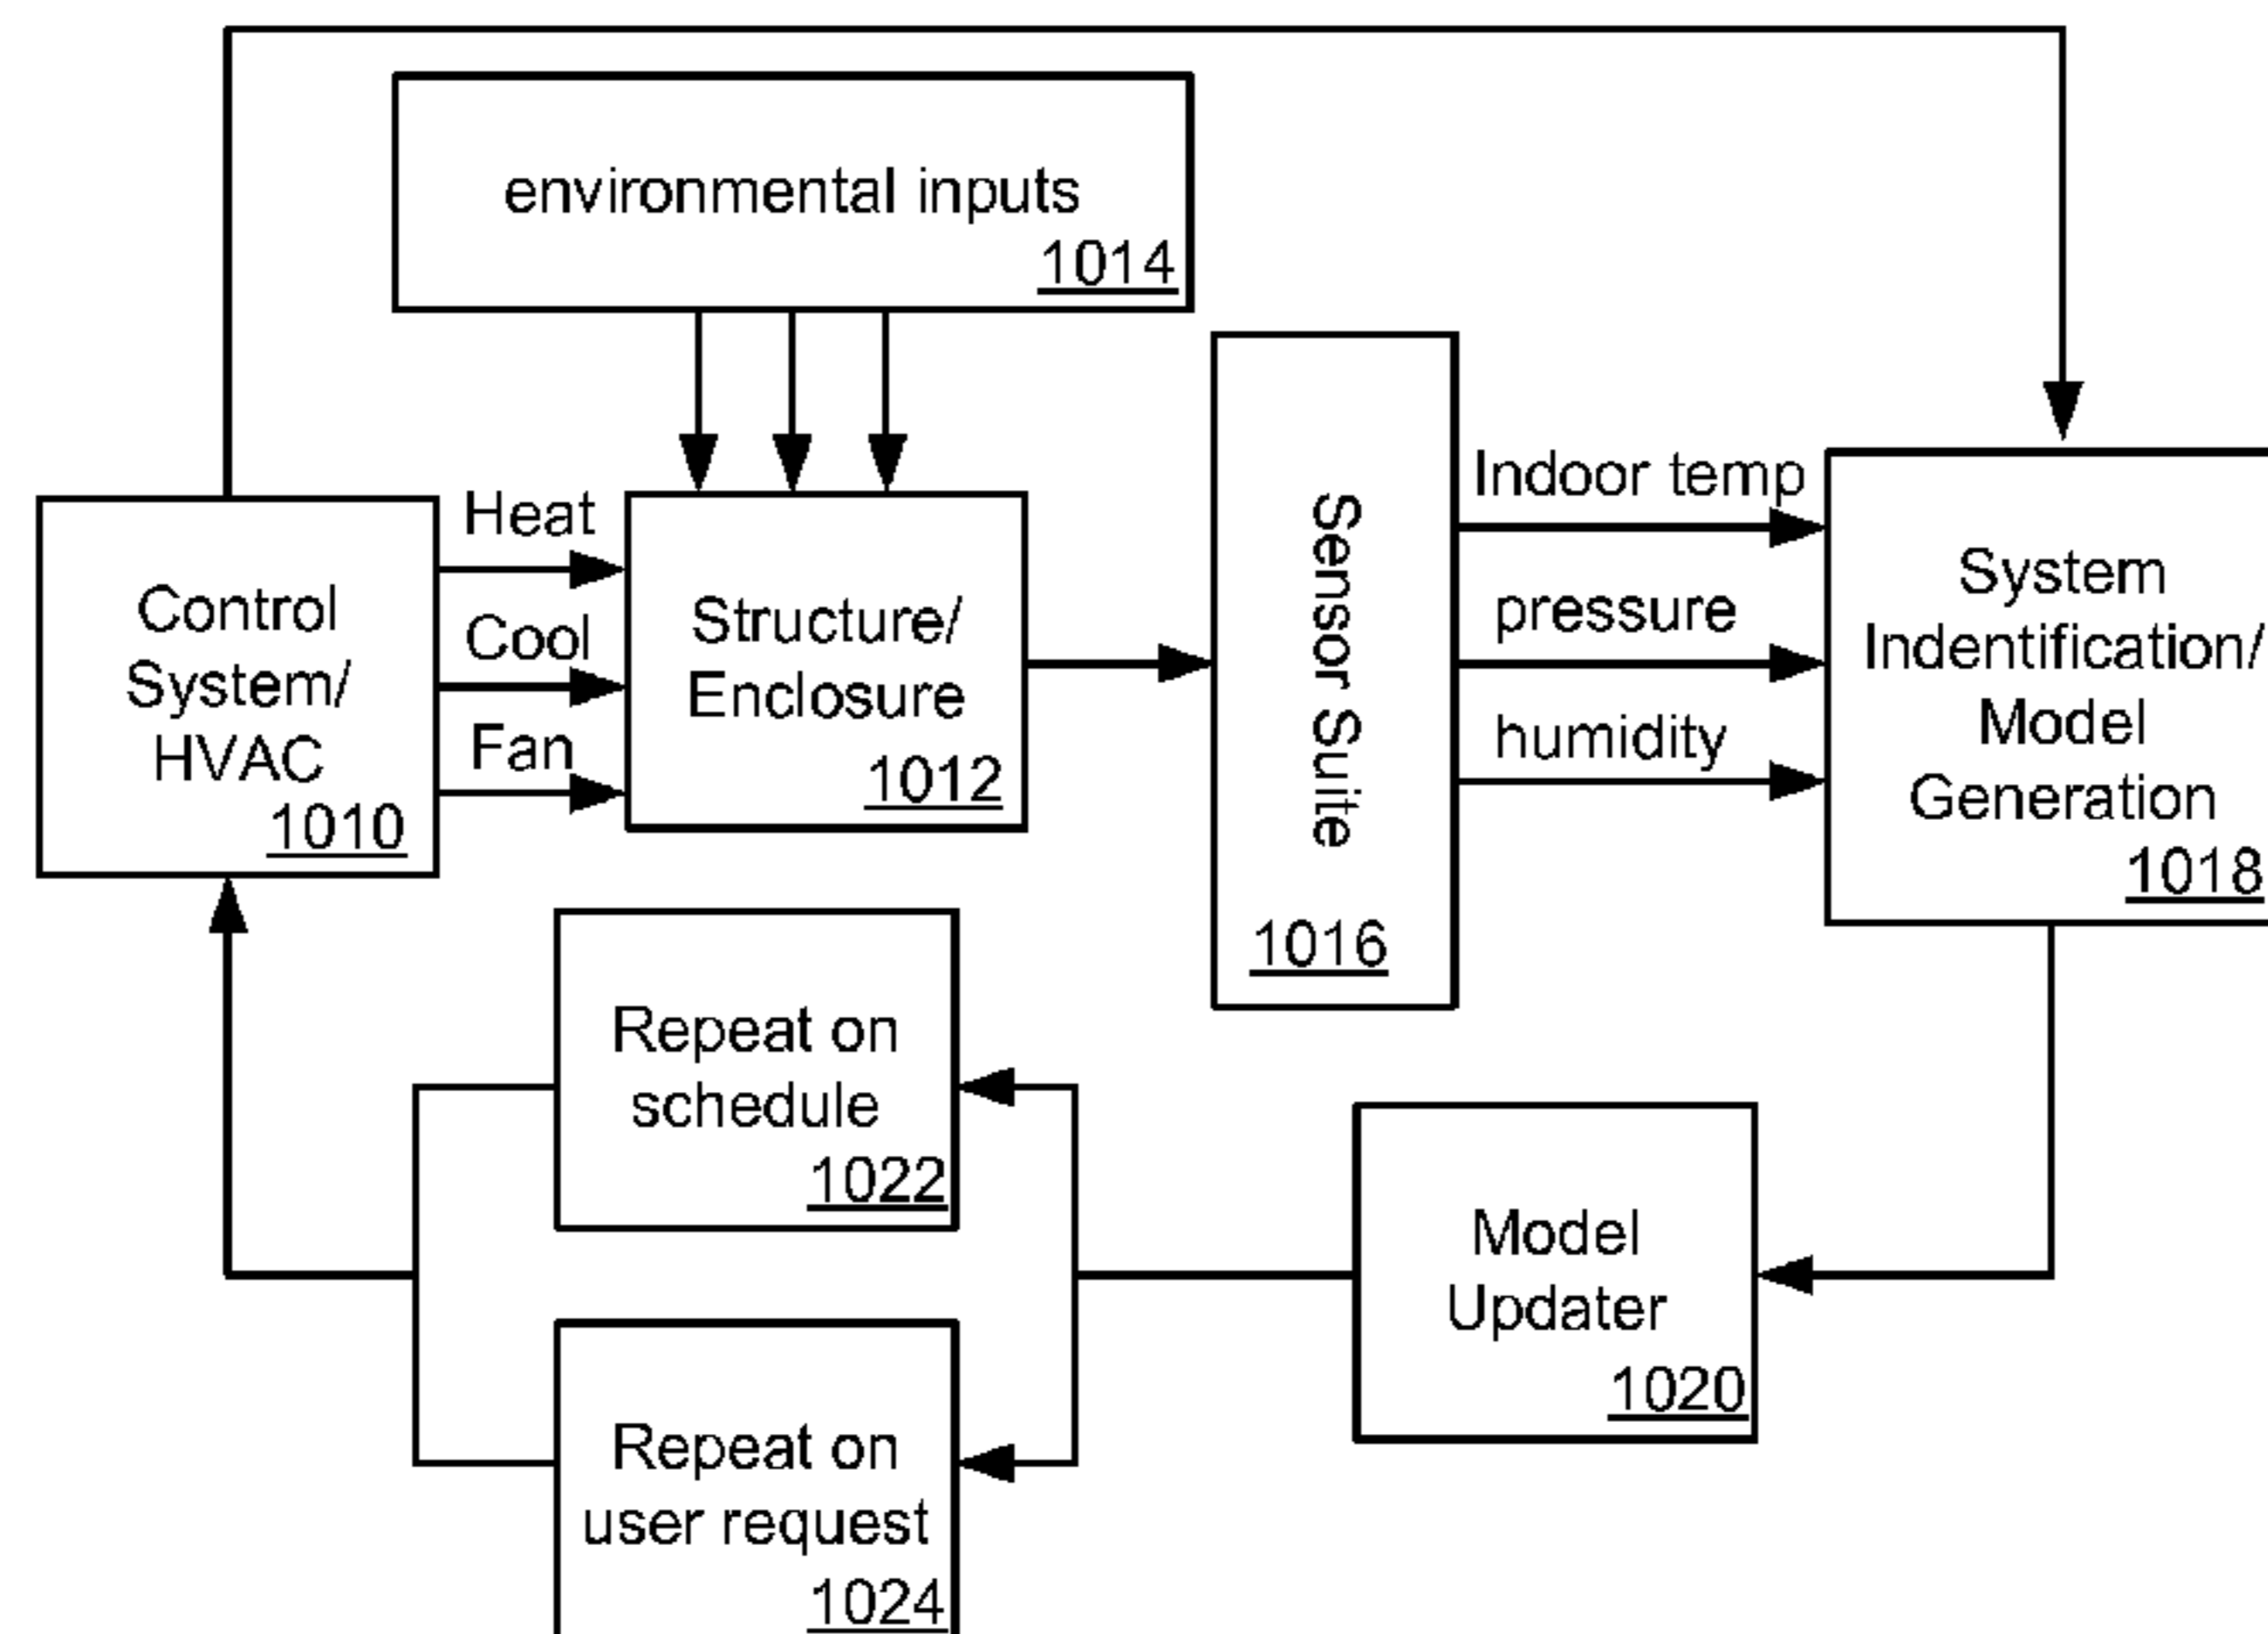 environmental inputs
1014
Control
System/
HVAC
1010
Heat
Cool
Fan
Structure/
Enclosure
1012
Sensor Suite
1016
Indoor temp
pressure
humidity
System
Indentification/
Model
Generation
1018
Repeat on
schedule
1022
Model
Updater
1020
Repeat on
user request
1024